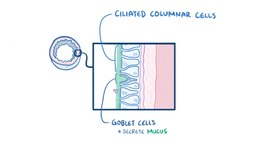 CILIATED COLUMNAR CELLS
GOBLET CELLS
* SECRETE MUCUS